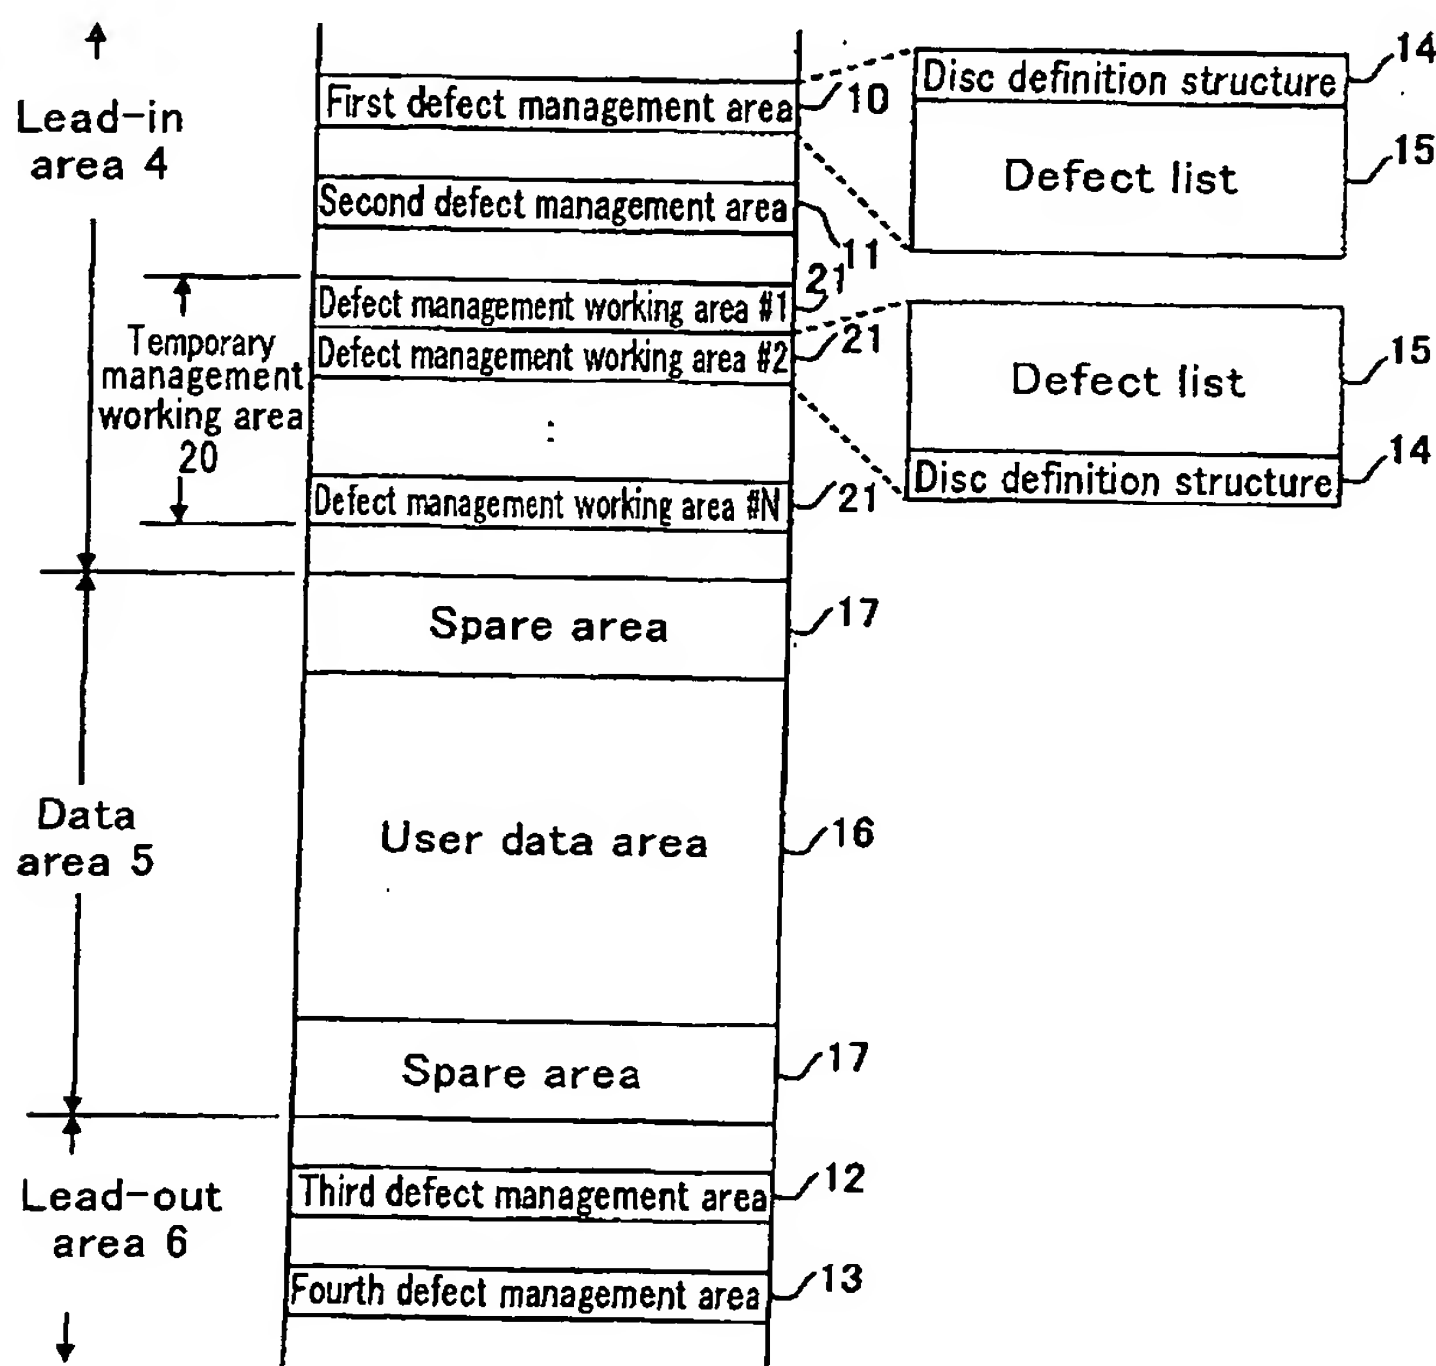 Lead-in
area 4
First defect management area
10
Disc definition structure
14
Defect list
15
Second defect management area
11
21
Defect management working area #1
Temporary
management
working area
20
Defect management working area #2
21
Defect list
15
Disc definition structure
14
:
Defect management working area #N
21
Spare area
17
Data
area 5
User data area
16
Spare area
17
Lead-out
area 6
Third defect management area
12
Fourth defect management area
13